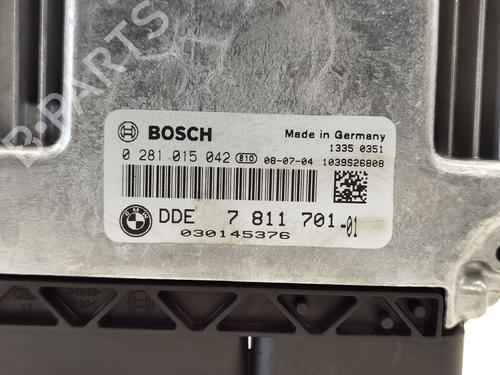 B-PARTS
BOSCH
Made in Germany
1335 0351
0 281 015 042 810 08-07-04 1039S26808
BMW
DDE 7 811 701-01
030145376